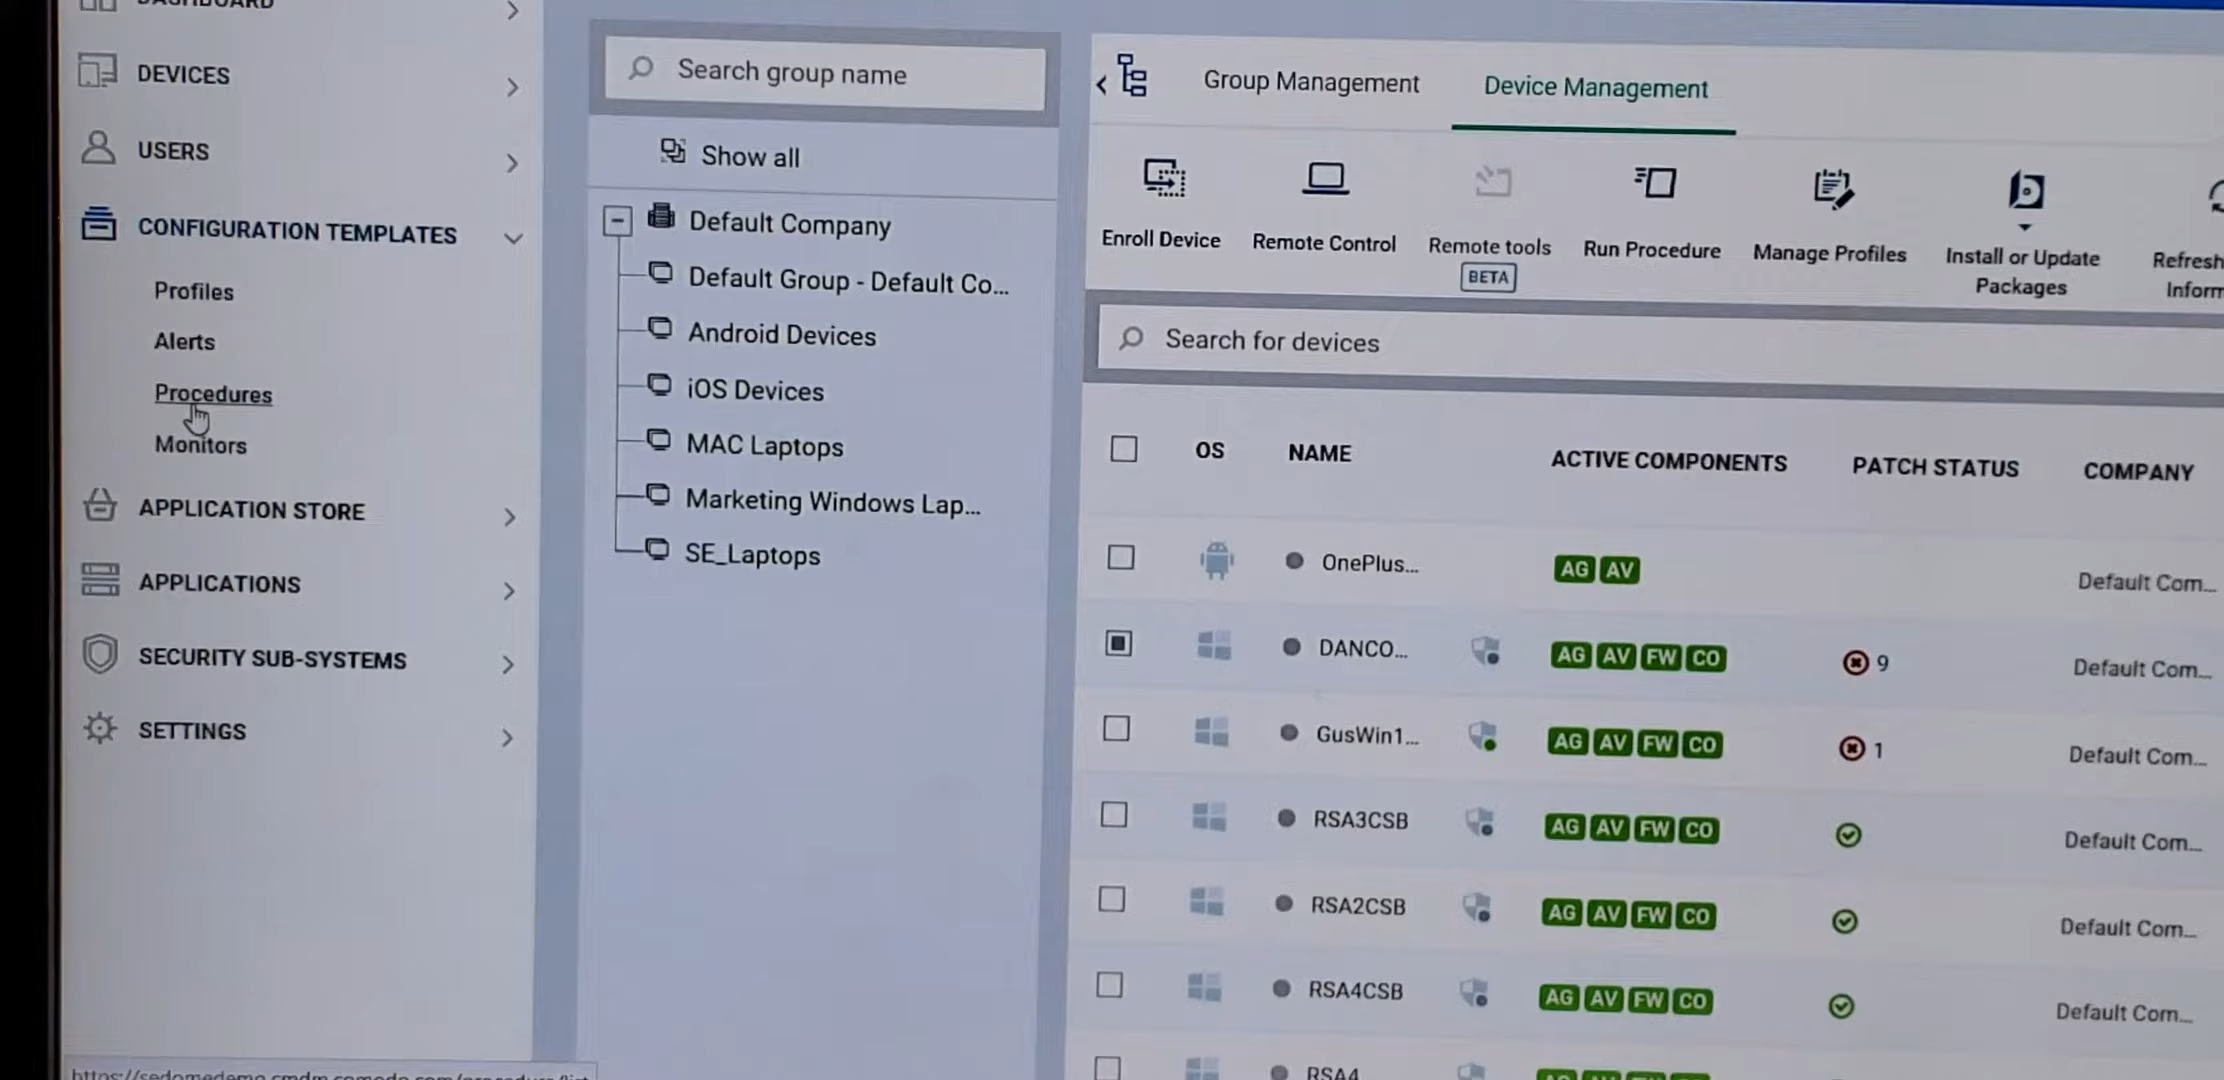 DASHBOARD
DEVICES
USERS
CONFIGURATION TEMPLATES
Profiles
Alerts
Procedures
Monitors
APPLICATION STORE
APPLICATIONS
SECURITY SUB-SYSTEMS
SETTINGS
Search group name
Show all
Default Company
Default Group - Default Co...
Android Devices
iOS Devices
MAC Laptops
Marketing Windows Lap...
SE_Laptops
Group Management Device Management
Enroll Device Remote Control Remote tools Run Procedure Manage Profiles Install or Update Refresh
BETA Packages Inforn
Search for devices
OS NAME ACTIVE COMPONENTS PATCH STATUS COMPANY
OnePlus... AG AV Default Com...
DANCO... AG AV FW CO 9 Default Com...
GusWin1... AG AV FW CO 1 Default Com...
RSA3CSB AG AV FW CO Default Com...
RSA2CSB AG AV FW CO Default Com...
RSA4CSB AG AV FW CO Default Com...
RSA4